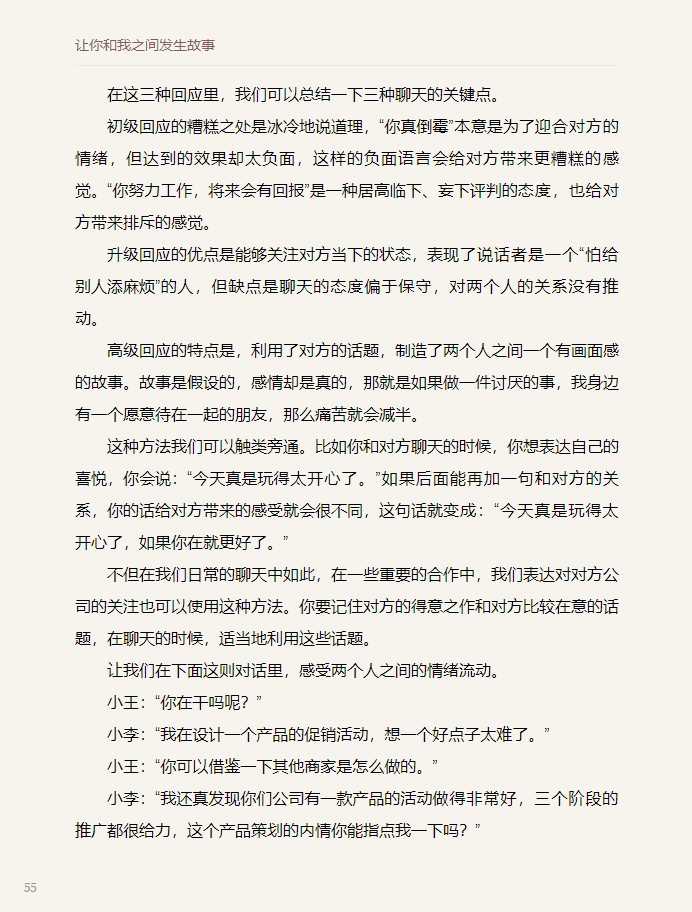 让你和我之间发生故事
在这三种回应里，我们可以总结一下三种聊天的关键点。
初级回应的糟糕之处是冰冷地说道理，“你真倒霉”本意是为了迎合对方的
情绪，但达到的效果却太负面，这样的负面语言会给对方带来更糟糕的感
觉。“你努力工作，将来会有回报”是一种居高临下、妄下评判的态度，也给对
方带来排斥的感觉。
升级回应的优点是能够关注对方当下的状态，表现了说话者是一个“怕给
别人添麻烦”的人，但缺点是聊天的态度偏于保守，对两个人的关系没有推
动。
高级回应的特点是，利用了对方的话题，制造了两个人之间一个有画面感
的故事。故事是假设的，感情却是真的，那就是如果做一件讨厌的事，我身边
有一个愿意待在一起的朋友，那么痛苦就会减半。
这种方法我们可以触类旁通。比如你和对方聊天的时候，你想表达自己的
喜悦，你会说：“今天真是玩得太开心了。”如果后面能再加一句和对方的关
系，你的话给对方带来的感受就会很不同，这句话就变成：“今天真是玩得太
开心了，如果你在就更好了。”
不但在我们日常的聊天中如此，在一些重要的合作中，我们表达对对方公
司的关注也可以使用这种方法。你要记住对方的得意之作和对方比较在意的话
题，在聊天的时候，适当地利用这些话题。
让我们在下面这则对话里，感受两个人之间的情绪流动。
小王：“你在干吗呢？”
小李：“我在设计一个产品的促销活动，想一个好点子太难了。”
小王：“你可以借鉴一下其他商家是怎么做的。”
小李：“我还真发现你们公司有一款产品的活动做得非常好，三个阶段的
推广都很给力，这个产品策划的内情你能指点我一下吗？”
55